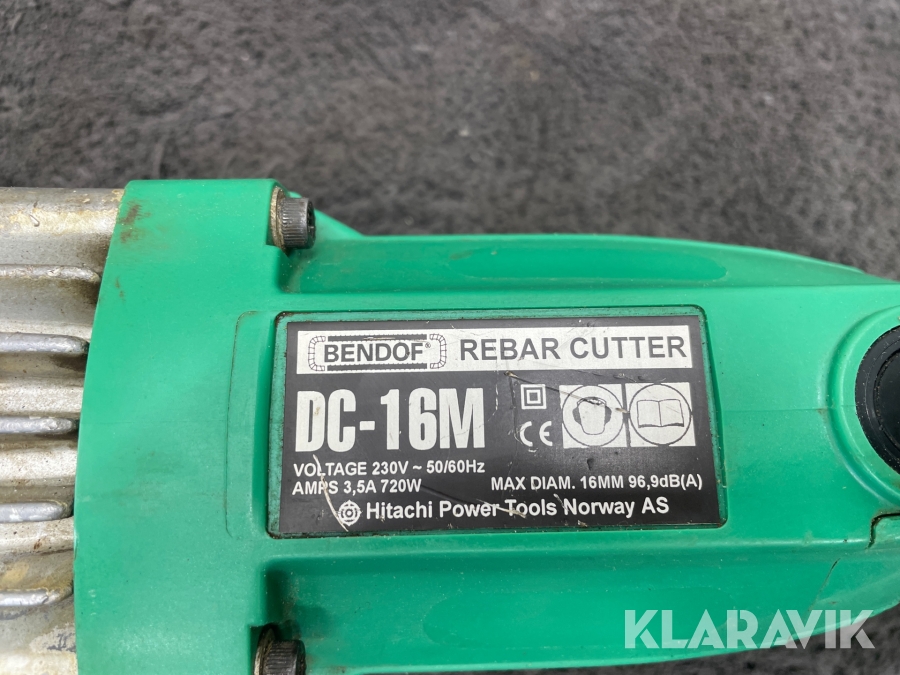 BENDOF® REBAR CUTTER
DC-16M
CE
VOLTAGE 230V ~ 50/60Hz
AMPS 3,5A 720W MAX DIAM. 16MM 96,9dB(A)
Hitachi Power Tools Norway AS
KLARAVIK